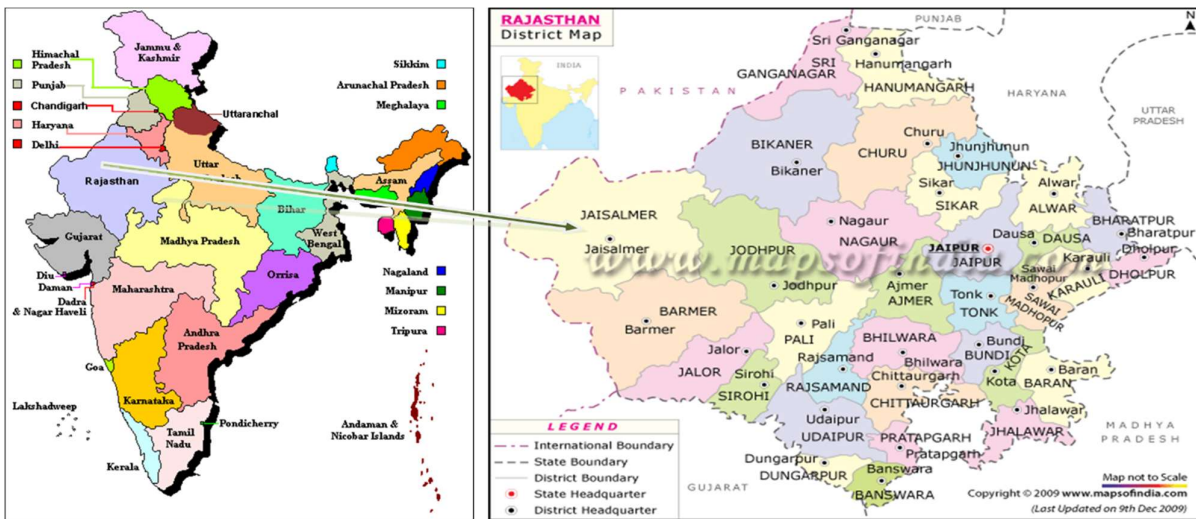 Jammu &
Kashmir
Himachal
Pradesh
Punjab
Chandigarh
Haryana
Delhi
Uttaranchal
Sikkim
Arunachal Pradesh
Meghalaya
Rajasthan
Uttar
Assam
Bihar
West
Bengal
Gujarat
Madhya Pradesh
Orrisa
Diu
Daman
Dadra
& Nagar Haveli
Maharashtra
Nagaland
Manipur
Mizoram
Tripura
Andhra
Pradesh
Goa
Karnataka
Lakshadweep
Tamil
Nadu
Pondicherry
Kerala
Andaman &
Nicobar Islands
RAJASTHAN
District Map
INDIA
N
PUNJAB
PAKISTAN
HARYANA
UTTAR
PRADESH
Sri Ganganagar
SRI
GANGANAGAR
Hanumangarh
HANUMANGARH
BIKANER
Bikaner
Churu
CHURU
Jhunjhunun
JHUNJHUNUN
Sikar
SIKAR
Alwar
ALWAR
JAISALMER
Jaisalmer
JODHPUR
Jodhpur
Nagaur
NAGAUR
JAIPUR
JAIPUR
Dausa
DAUSA
BHARATPUR
Bharatpur
Dholpur
DHOLPUR
Karauli
KARAULI
Sawai
Madhopur
SAWAI
MADHOPUR
www.mapsofindia.com
Ajmer
AJMER
Tonk
TONK
BARMER
Barmer
Pali
PALI
Jalor
JALOR
Sirohi
SIROHI
Rajsamand
RAJSAMAND
BHILWARA
Bhilwara
Bundi
BUNDI
KOTA
Kota
Baran
BARAN
Chittaurgarh
CHITTAURGARH
Jhalawar
JHALAWAR
Udaipur
UDAIPUR
PRATAPGARH
Pratapgarh
Dungarpur
DUNGARPUR
Banswara
BANSWARA
MADHYA
PRADESH
GUJARAT
LEGEND
International Boundary
State Boundary
District Boundary
State Headquarter
District Headquarter
Map not to Scale
Copyright © 2009 www.mapsofindia.com
(Last Updated on 9th Dec 2009)